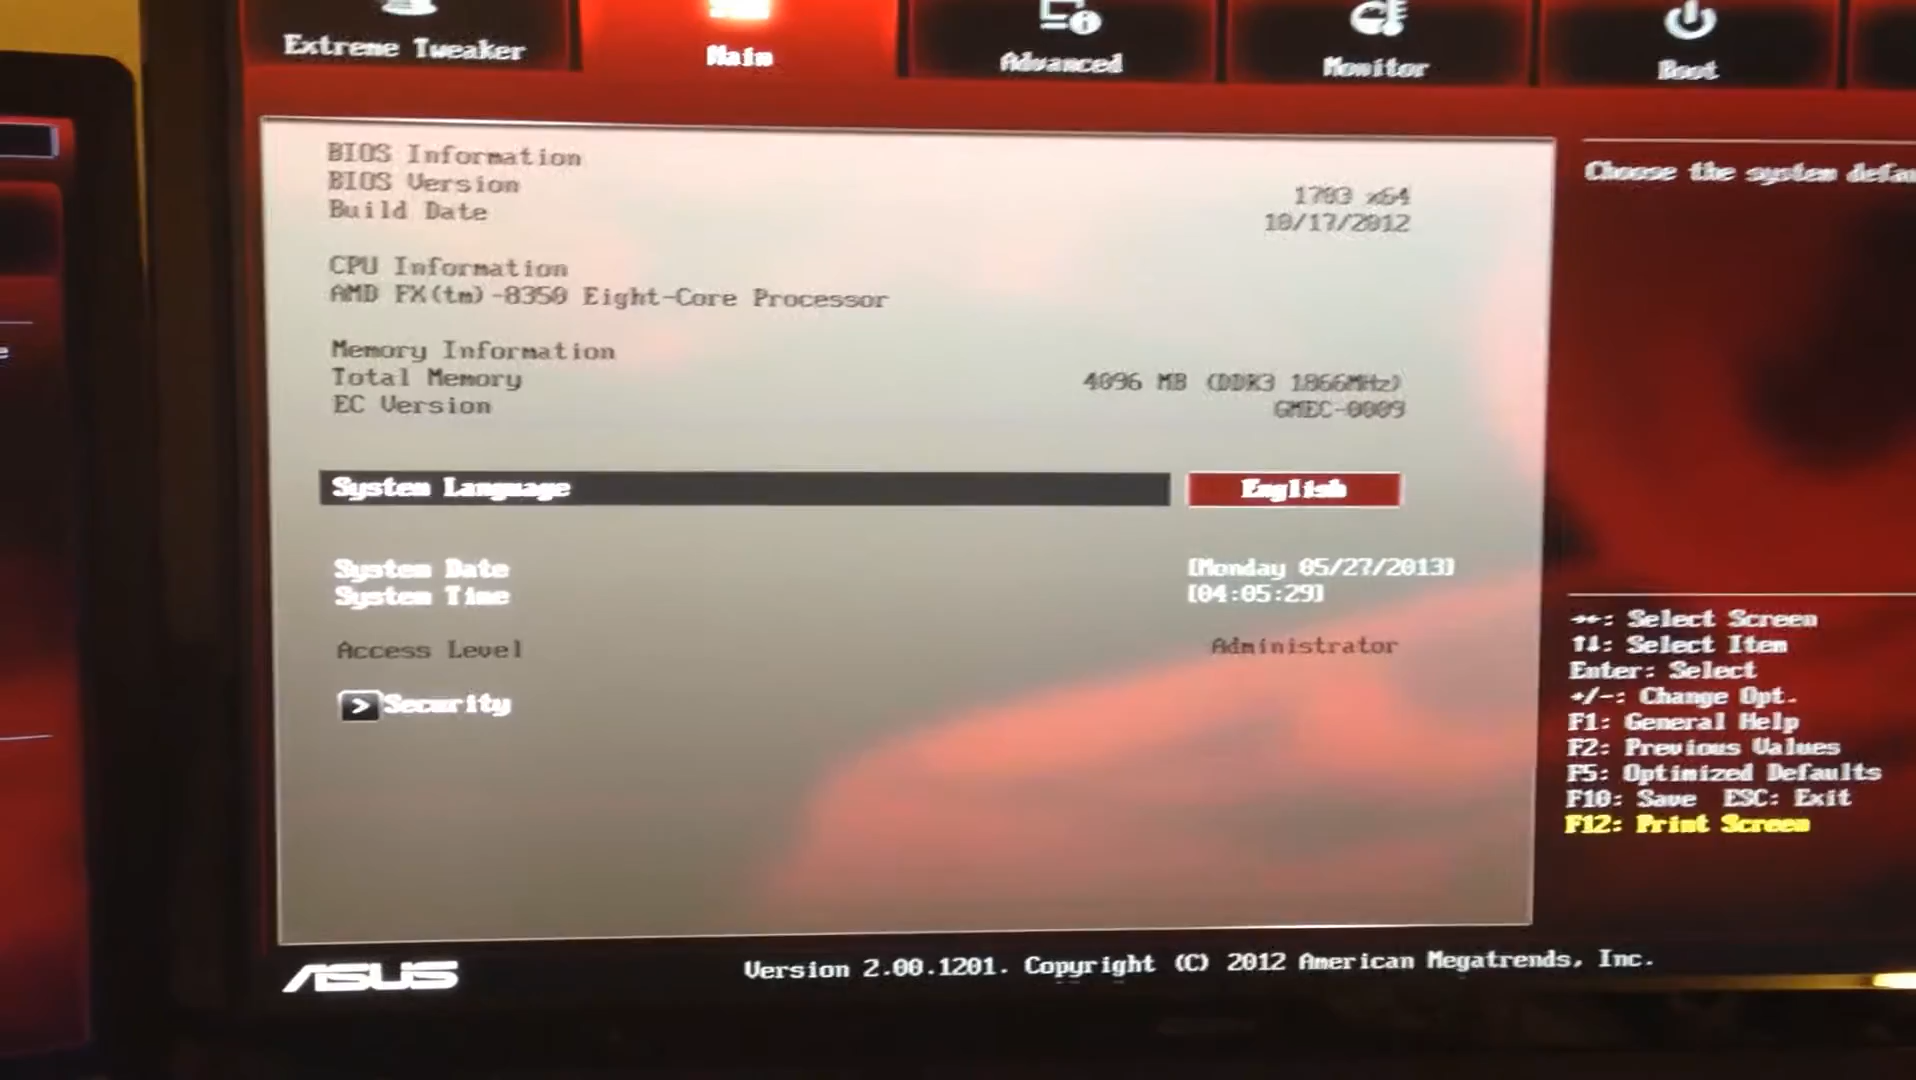 Extreme Tweaker
Main
Advanced
Monitor
Boot
BIOS Information
BIOS Version 1703 x64
Build Date 10/17/2012
CPU Information
AMD FX(tm)-8350 Eight-Core Processor
Memory Information
Total Memory 4096 MB (DDR3 1866MHz)
EC Version GMEC-0009
System Language English
System Date [Monday 05/27/2013]
System Time [04:05:29]
Access Level Administrator
> Security
Choose the system
→←: Select Screen
↑↓: Select Item
Enter: Select
+/-: Change Opt.
F1: General Help
F2: Previous Values
F5: Optimized Defaults
F10: Save ESC: Exit
F12: Print Screen
ASUS
Version 2.00.1201. Copyright (C) 2012 American Megatrends, Inc.